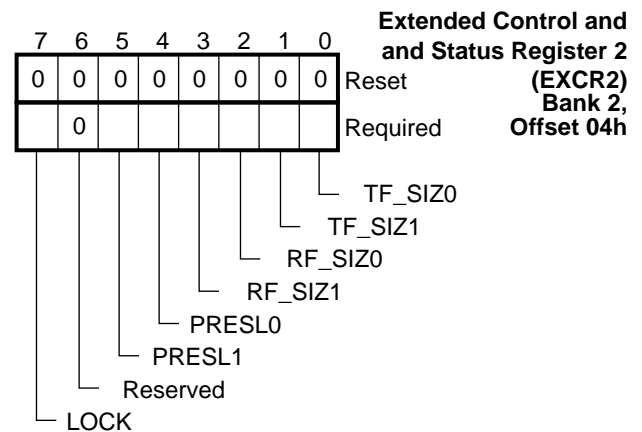 Extended Control and
and Status Register 2
(EXCR2)
Bank 2,
Offset 04h
7 6 5 4 3 2 1 0
0 0 0 0 0 0 0 0 Reset
0 Required
TF_SIZ0
TF_SIZ1
RF_SIZ0
RF_SIZ1
PRESL0
PRESL1
Reserved
LOCK